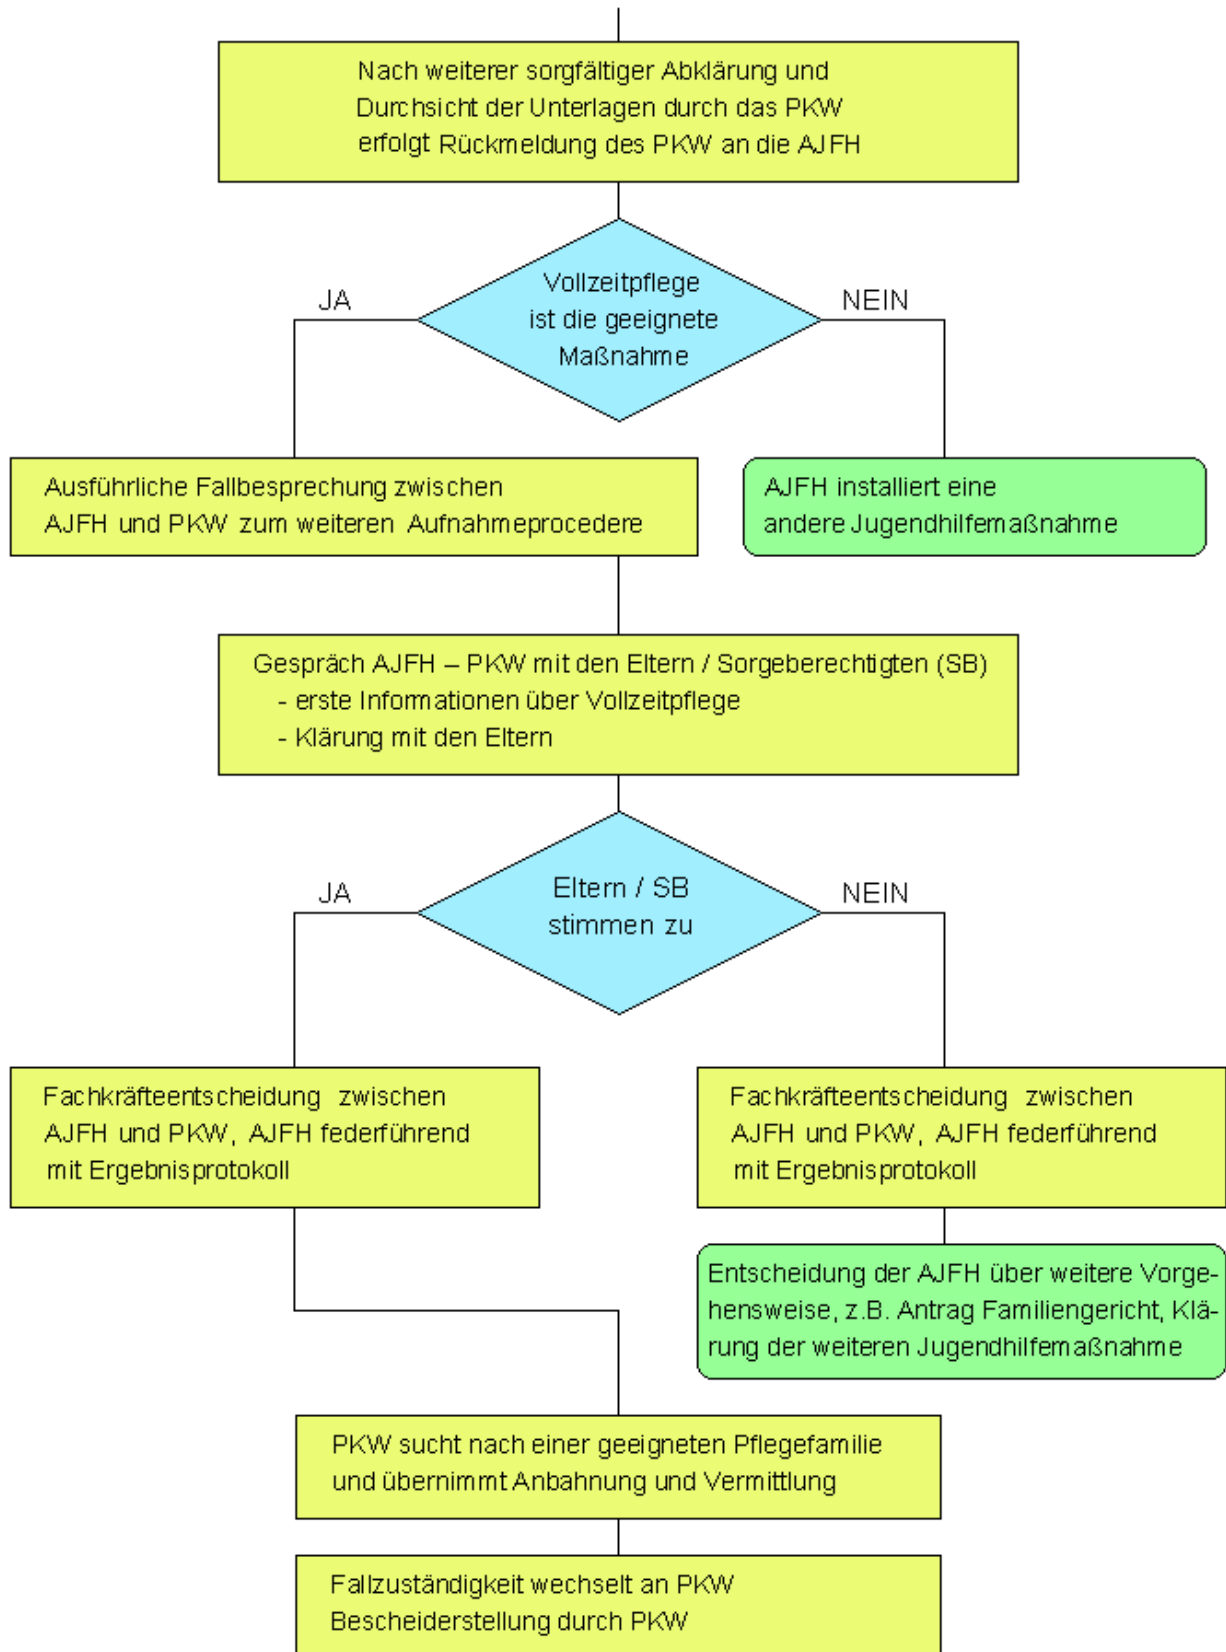 Nach weiterer sorgfältiger Abklärung und
Durchsicht der Unterlagen durch das PKW
erfolgt Rückmeldung des PKW an die AJFH
Vollzeitpflege
ist die geeignete
Maßnahme
JA
NEIN
Ausführliche Fallbesprechung zwischen
AJFH und PKW zum weiteren Aufnahmeprocedere
AJFH installiert eine
andere Jugendhilfemaßnahme
Gespräch AJFH – PKW mit den Eltern / Sorgeberechtigten (SB)
- erste Informationen über Vollzeitpflege
- Klärung mit den Eltern
Eltern / SB
stimmen zu
JA
NEIN
Fachkräfteentscheidung zwischen
AJFH und PKW, AJFH federführend
mit Ergebnisprotokoll
Fachkräfteentscheidung zwischen
AJFH und PKW, AJFH federführend
mit Ergebnisprotokoll
Entscheidung der AJFH über weitere Vorge-
hensweise, z.B. Antrag Familiengericht, Klä-
rung der weiteren Jugendhilfemaßnahme
PKW sucht nach einer geeigneten Pflegefamilie
und übernimmt Anbahnung und Vermittlung
Fallzuständigkeit wechselt an PKW
Bescheiderstellung durch PKW